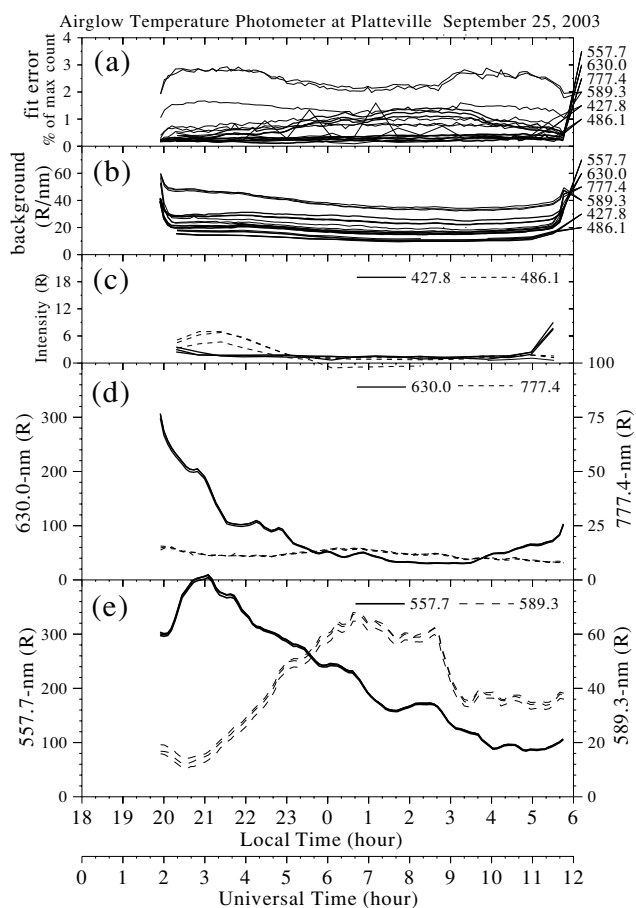 Airglow Temperature Photometer at Platteville September 25, 2003
(a)
fit error
% of max count
4
3
2
1
0
557.7
630.0
777.4
589.3
427.8
486.1
(b)
background
(R/nm)
80
60
40
20
0
557.7
630.0
777.4
589.3
427.8
486.1
(c)
Intensity (R)
18
12
6
0
427.8
486.1
(d)
630.0-nm (R)
300
200
100
0
630.0
777.4
100
75
50
25
0
777.4-nm (R)
(e)
557.7-nm (R)
300
200
100
0
557.7
589.3
60
40
20
0
589.3-nm (R)
18 19 20 21 22 23 0 1 2 3 4 5 6
Local Time (hour)
0 1 2 3 4 5 6 7 8 9 10 11 12
Universal Time (hour)